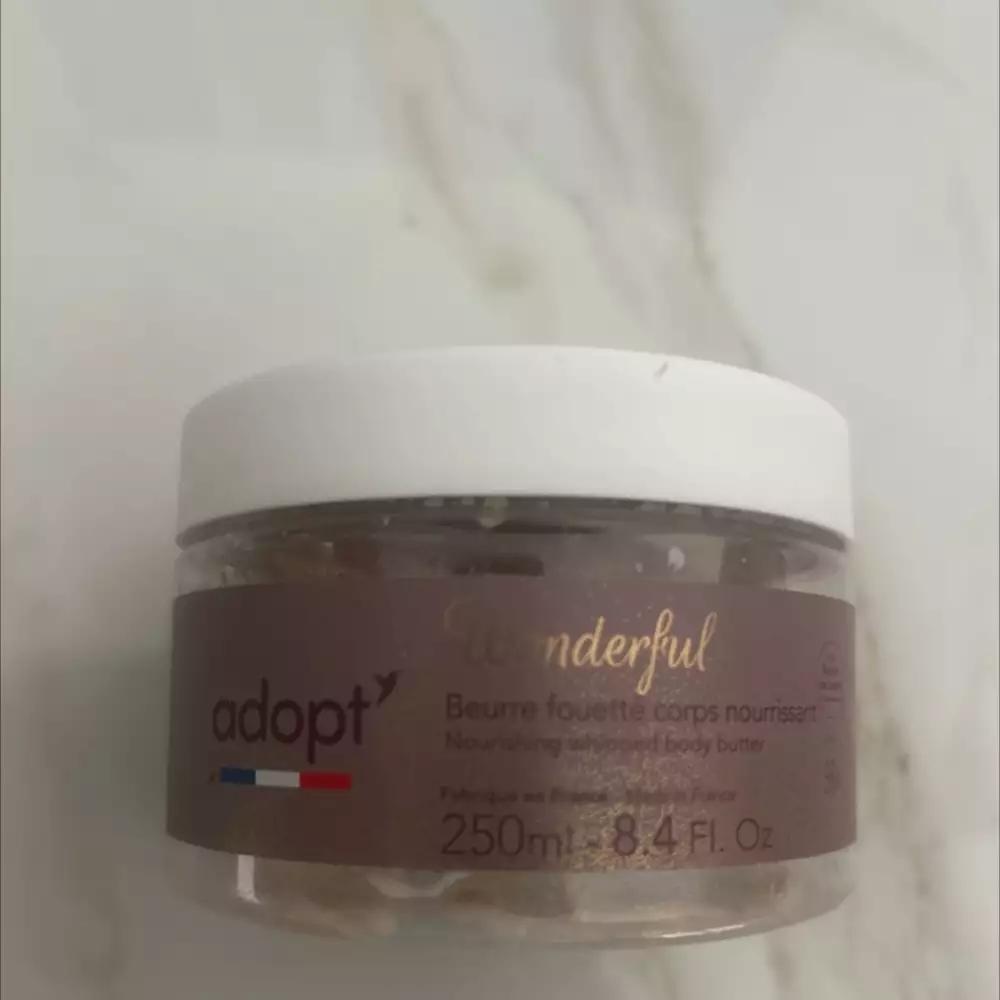 Wonderful
adopt'
Beurre fouetté corps nourrissant
Nourishing whipped body butter
Fabriqué en France - Made in France
250ml - 8.4 Fl. Oz